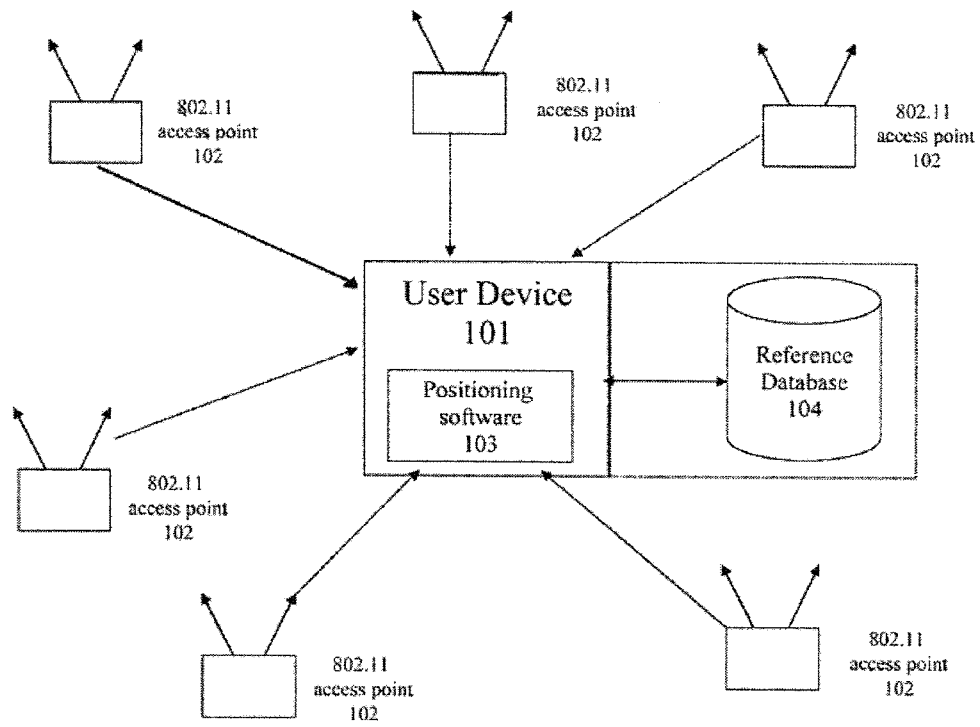 802.11
access point
102
802.11
access point
102
802.11
access point
102
User Device
101
Positioning
software
103
Reference
Database
104
802.11
access point
102
802.11
access point
102
802.11
access point
102